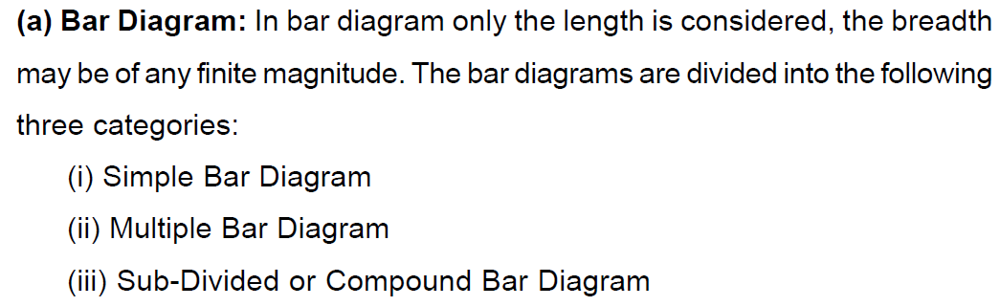 (a) Bar Diagram: In bar diagram only the length is considered, the breadth
may be of any finite magnitude. The bar diagrams are divided into the following
three categories:
(i) Simple Bar Diagram
(ii) Multiple Bar Diagram
(iii) Sub-Divided or Compound Bar Diagram